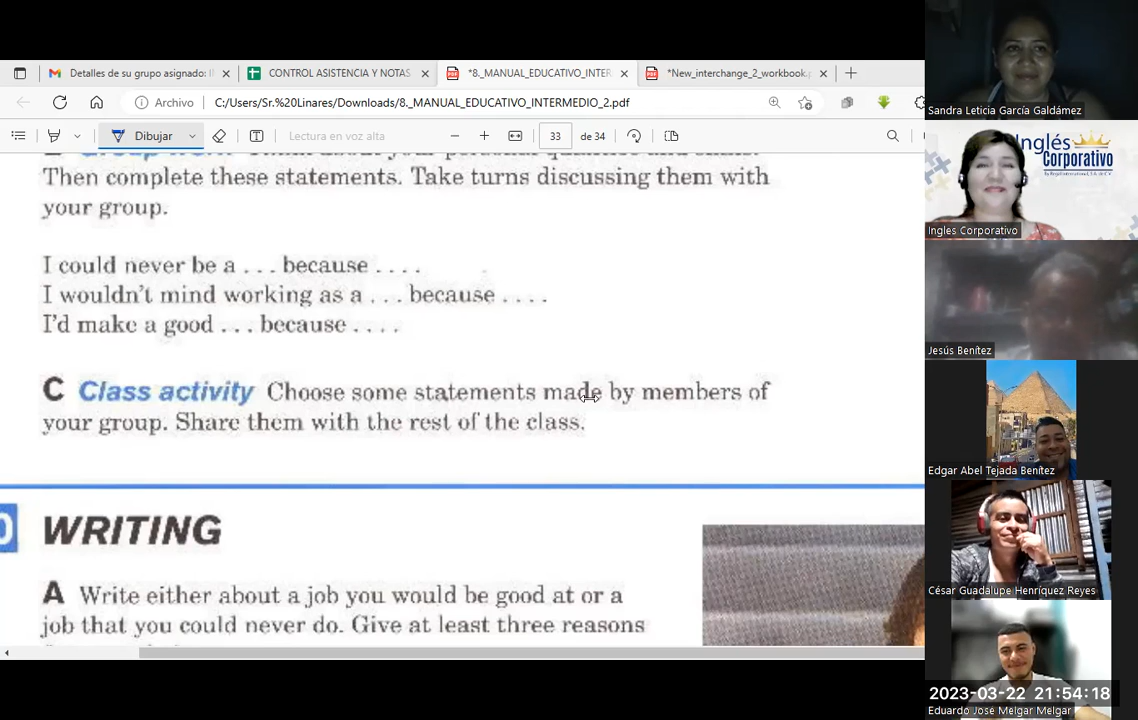 Detalles de su grupo asignado: I
CONTROL ASISTENCIA Y NOTAS
*8._MANUAL_EDUCATIVO_INTER
*New_interchange_2_workbook.p
Archivo
C:/Users/Sr.%20Linares/Downloads/8._MANUAL_EDUCATIVO_INTERMEDIO_2.pdf
Dibujar
Lectura en voz alta
33
de 34
Then complete these statements. Take turns discussing them with
your group.
I could never be a . . . because . . . .
I wouldn't mind working as a . . . because . . . .
I'd make a good . . . because . . . .
C Class activity Choose some statements made by members of
your group. Share them with the rest of the class.
0 WRITING
A Write either about a job you would be good at or a
job that you could never do. Give at least three reasons
Sandra Leticia García Galdámez
Inglés
Corporativo
Ingles Corporativo
Jesús Benítez
Edgar Abel Tejada Benítez
César Guadalupe Henríquez Reyes
2023-03-22 21:54:18
Eduardo José Melgar Melgar